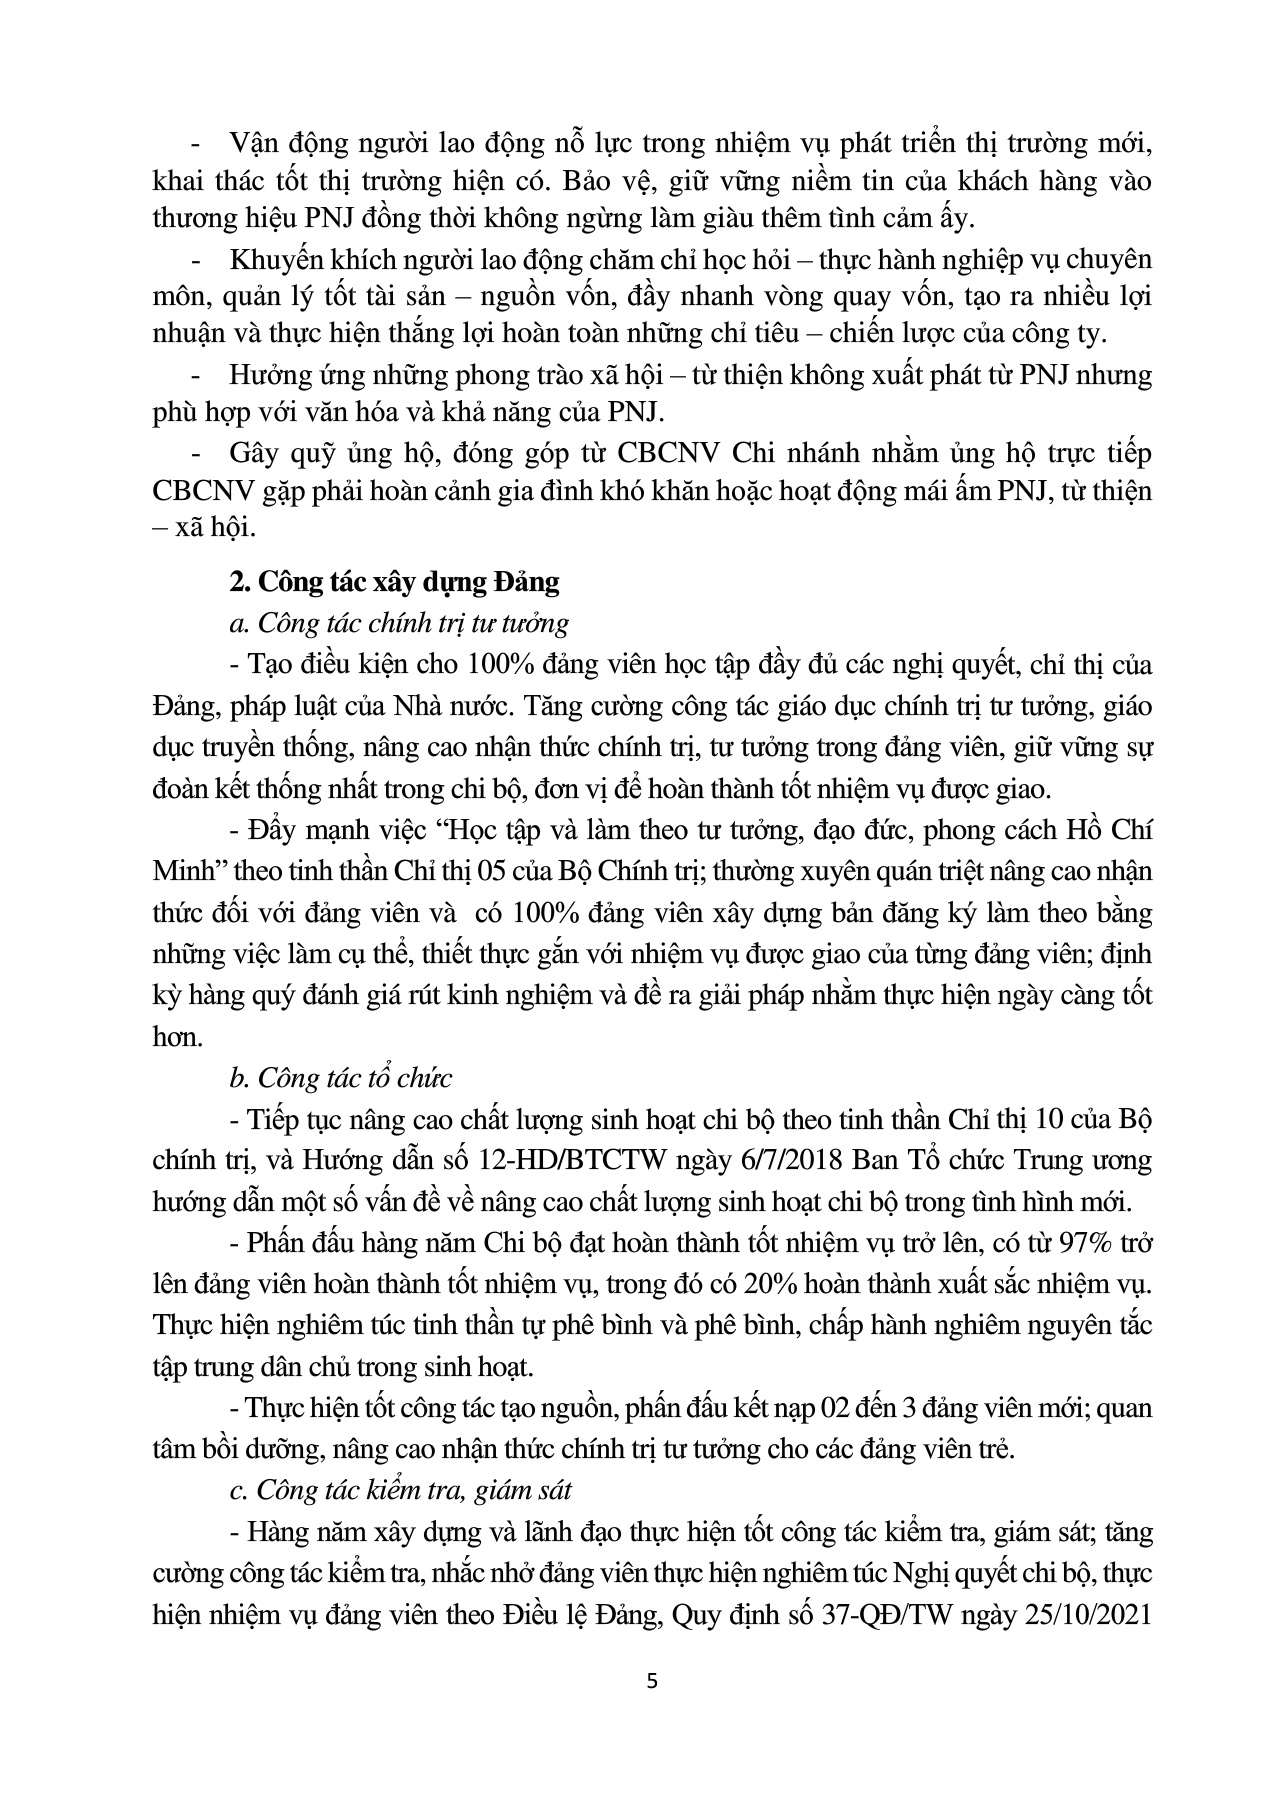 - Vận động người lao động nỗ lực trong nhiệm vụ phát triển thị trường mới,
khai thác tốt thị trường hiện có. Bảo vệ, giữ vững niềm tin của khách hàng vào
thương hiệu PNJ đồng thời không ngừng làm giàu thêm tình cảm ấy.
- Khuyến khích người lao động chăm chỉ học hỏi – thực hành nghiệp vụ chuyên
môn, quản lý tốt tài sản – nguồn vốn, đầy nhanh vòng quay vốn, tạo ra nhiều lợi
nhuận và thực hiện thắng lợi hoàn toàn những chỉ tiêu – chiến lược của công ty.
- Hưởng ứng những phong trào xã hội – từ thiện không xuất phát từ PNJ nhưng
phù hợp với văn hóa và khả năng của PNJ.
- Gây quỹ ủng hộ, đóng góp từ CBCNV Chi nhánh nhằm ủng hộ trực tiếp
CBCNV gặp phải hoàn cảnh gia đình khó khăn hoặc hoạt động mái ấm PNJ, từ thiện
– xã hội.
2. Công tác xây dựng Đảng
a. Công tác chính trị tư tưởng
- Tạo điều kiện cho 100% đảng viên học tập đầy đủ các nghị quyết, chỉ thị của
Đảng, pháp luật của Nhà nước. Tăng cường công tác giáo dục chính trị tư tưởng, giáo
dục truyền thống, nâng cao nhận thức chính trị, tư tưởng trong đảng viên, giữ vững sự
đoàn kết thống nhất trong chi bộ, đơn vị để hoàn thành tốt nhiệm vụ được giao.
- Đẩy mạnh việc “Học tập và làm theo tư tưởng, đạo đức, phong cách Hồ Chí
Minh” theo tinh thần Chỉ thị 05 của Bộ Chính trị; thường xuyên quán triệt nâng cao nhận
thức đối với đảng viên và có 100% đảng viên xây dựng bản đăng ký làm theo bằng
những việc làm cụ thể, thiết thực gắn với nhiệm vụ được giao của từng đảng viên; định
kỳ hàng quý đánh giá rút kinh nghiệm và đề ra giải pháp nhằm thực hiện ngày càng tốt
hơn.
b. Công tác tổ chức
- Tiếp tục nâng cao chất lượng sinh hoạt chi bộ theo tinh thần Chỉ thị 10 của Bộ
chính trị, và Hướng dẫn số 12-HD/BTCTW ngày 6/7/2018 Ban Tổ chức Trung ương
hướng dẫn một số vấn đề về nâng cao chất lượng sinh hoạt chi bộ trong tình hình mới.
- Phấn đấu hàng năm Chi bộ đạt hoàn thành tốt nhiệm vụ trở lên, có từ 97% trở
lên đảng viên hoàn thành tốt nhiệm vụ, trong đó có 20% hoàn thành xuất sắc nhiệm vụ.
Thực hiện nghiêm túc tinh thần tự phê bình và phê bình, chấp hành nghiêm nguyên tắc
tập trung dân chủ trong sinh hoạt.
- Thực hiện tốt công tác tạo nguồn, phấn đấu kết nạp 02 đến 3 đảng viên mới; quan
tâm bồi dưỡng, nâng cao nhận thức chính trị tư tưởng cho các đảng viên trẻ.
c. Công tác kiểm tra, giám sát
- Hàng năm xây dựng và lãnh đạo thực hiện tốt công tác kiểm tra, giám sát; tăng
cường công tác kiểm tra, nhắc nhở đảng viên thực hiện nghiêm túc Nghị quyết chi bộ, thực
hiện nhiệm vụ đảng viên theo Điều lệ Đảng, Quy định số 37-QĐ/TW ngày 25/10/2021
5